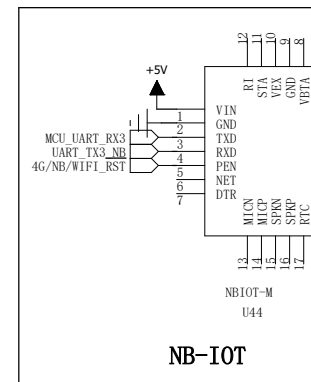 12 11 10 9 8
RI STA VEX GND VBTA
+5V
VIN
1 GND
MCU_UART_RX3 2 TXD
UART_TX3_NB 3 RXD
4G/NB/WIFI_RST 4 PEN
5 NET
6 DTR
7
MICN MICP SPKN SPKP RTC
13 14 15 16 17
NBIOT-M
U44
NB-IOT